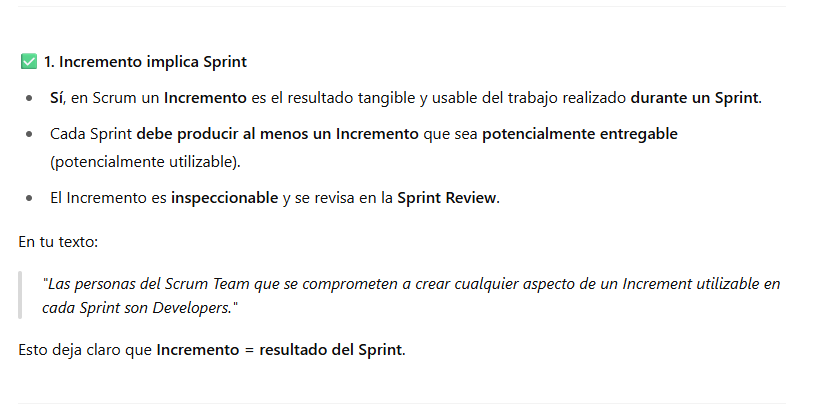 ✅ 1. Incremento implica Sprint
• Sí, en Scrum un Incremento es el resultado tangible y usable del trabajo realizado durante un Sprint.
• Cada Sprint debe producir al menos un Incremento que sea potencialmente entregable
(potencialmente utilizable).
• El Incremento es inspeccionable y se revisa en la Sprint Review.
En tu texto:
"Las personas del Scrum Team que se comprometen a crear cualquier aspecto de un Increment utilizable en
cada Sprint son Developers."
Esto deja claro que Incremento = resultado del Sprint.